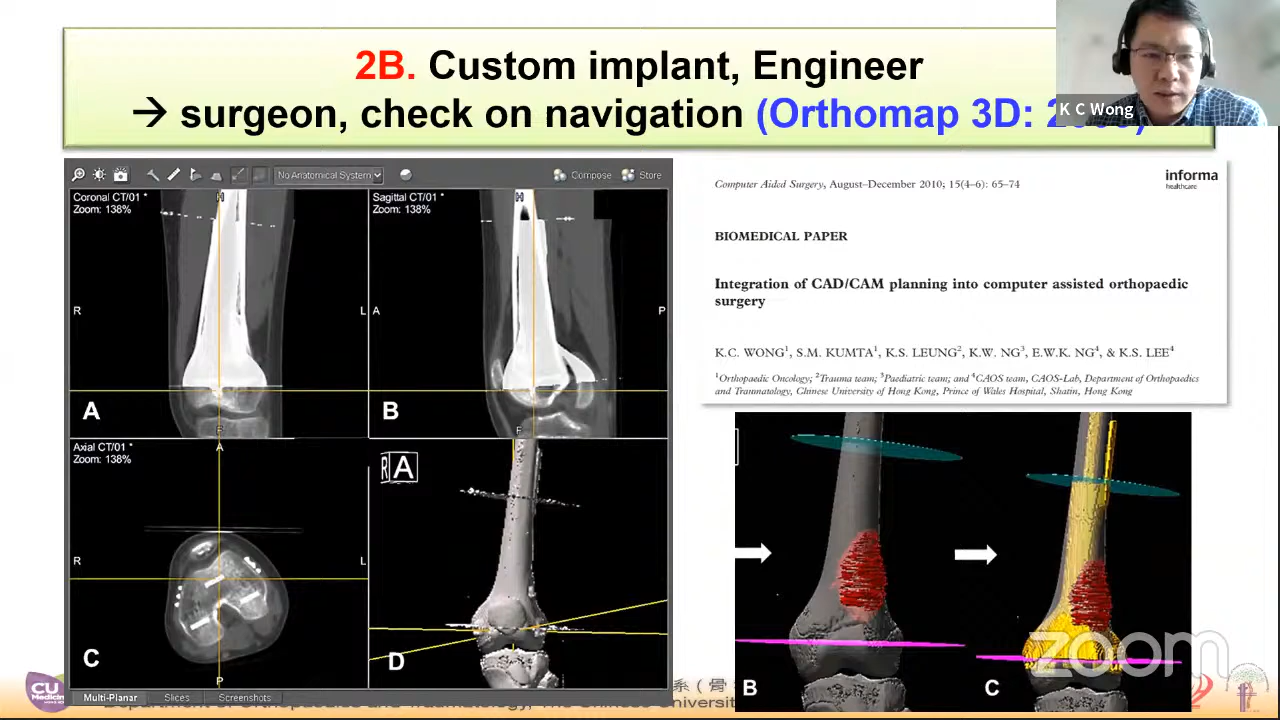 2B. Custom implant, Engineer
→ surgeon, check on navigation (Orthomap 3D:
K C Wong
No Anatomical System
Compose
Store
Coronal CT/01 *
Zoom: 138%
H
R
L
F
A
Sagittal CT/01 *
Zoom: 138%
H
A
P
F
B
Axial CT/01 *
Zoom: 138%
A
R
L
P
C
R A
D
Multi-Planar
Slices
Screenshots
Computer Aided Surgery, August–December 2010; 15(4–6): 65–74
informa
healthcare
BIOMEDICAL PAPER
Integration of CAD/CAM planning into computer assisted orthopaedic
surgery
K.C. WONG¹, S.M. KUMTA¹, K.S. LEUNG², K.W. NG³, E.W.K. NG⁴, & K.S. LEE⁴
¹Orthopaedic Oncology; ²Trauma team; ³Paediatric team; and ⁴CAOS team, CAOS-Lab, Department of Orthopaedics
and Traumatology, Chinese University of Hong Kong, Prince of Wales Hospital, Shatin, Hong Kong
B
C
zoom
CU
Medicine
系 ( 骨